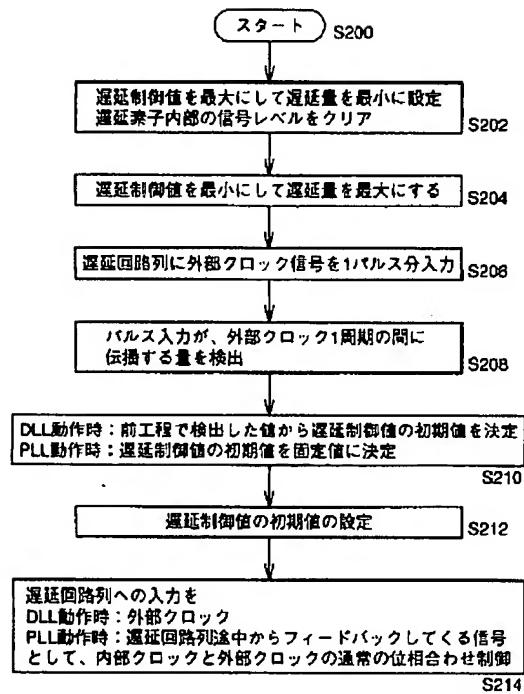 スタート
S200
遅延制御値を最大にして遅延量を最小に設定
遅延素子内部の信号レベルをクリア
S202
遅延制御値を最小にして遅延量を最大にする
S204
遅延回路列に外部クロック信号を1パルス分入力
S206
パルス入力が、外部クロック1周期の間に
伝播する量を検出
S208
DLL動作時：前工程で検出した値から遅延制御値の初期値を決定
PLL動作時：遅延制御値の初期値を固定値に決定
S210
遅延制御値の初期値の設定
S212
遅延回路列への入力を
DLL動作時：外部クロック
PLL動作時：遅延回路列途中からフィードバックしてくる信号
として、内部クロックと外部クロックの通常の位相合わせ制御
S214